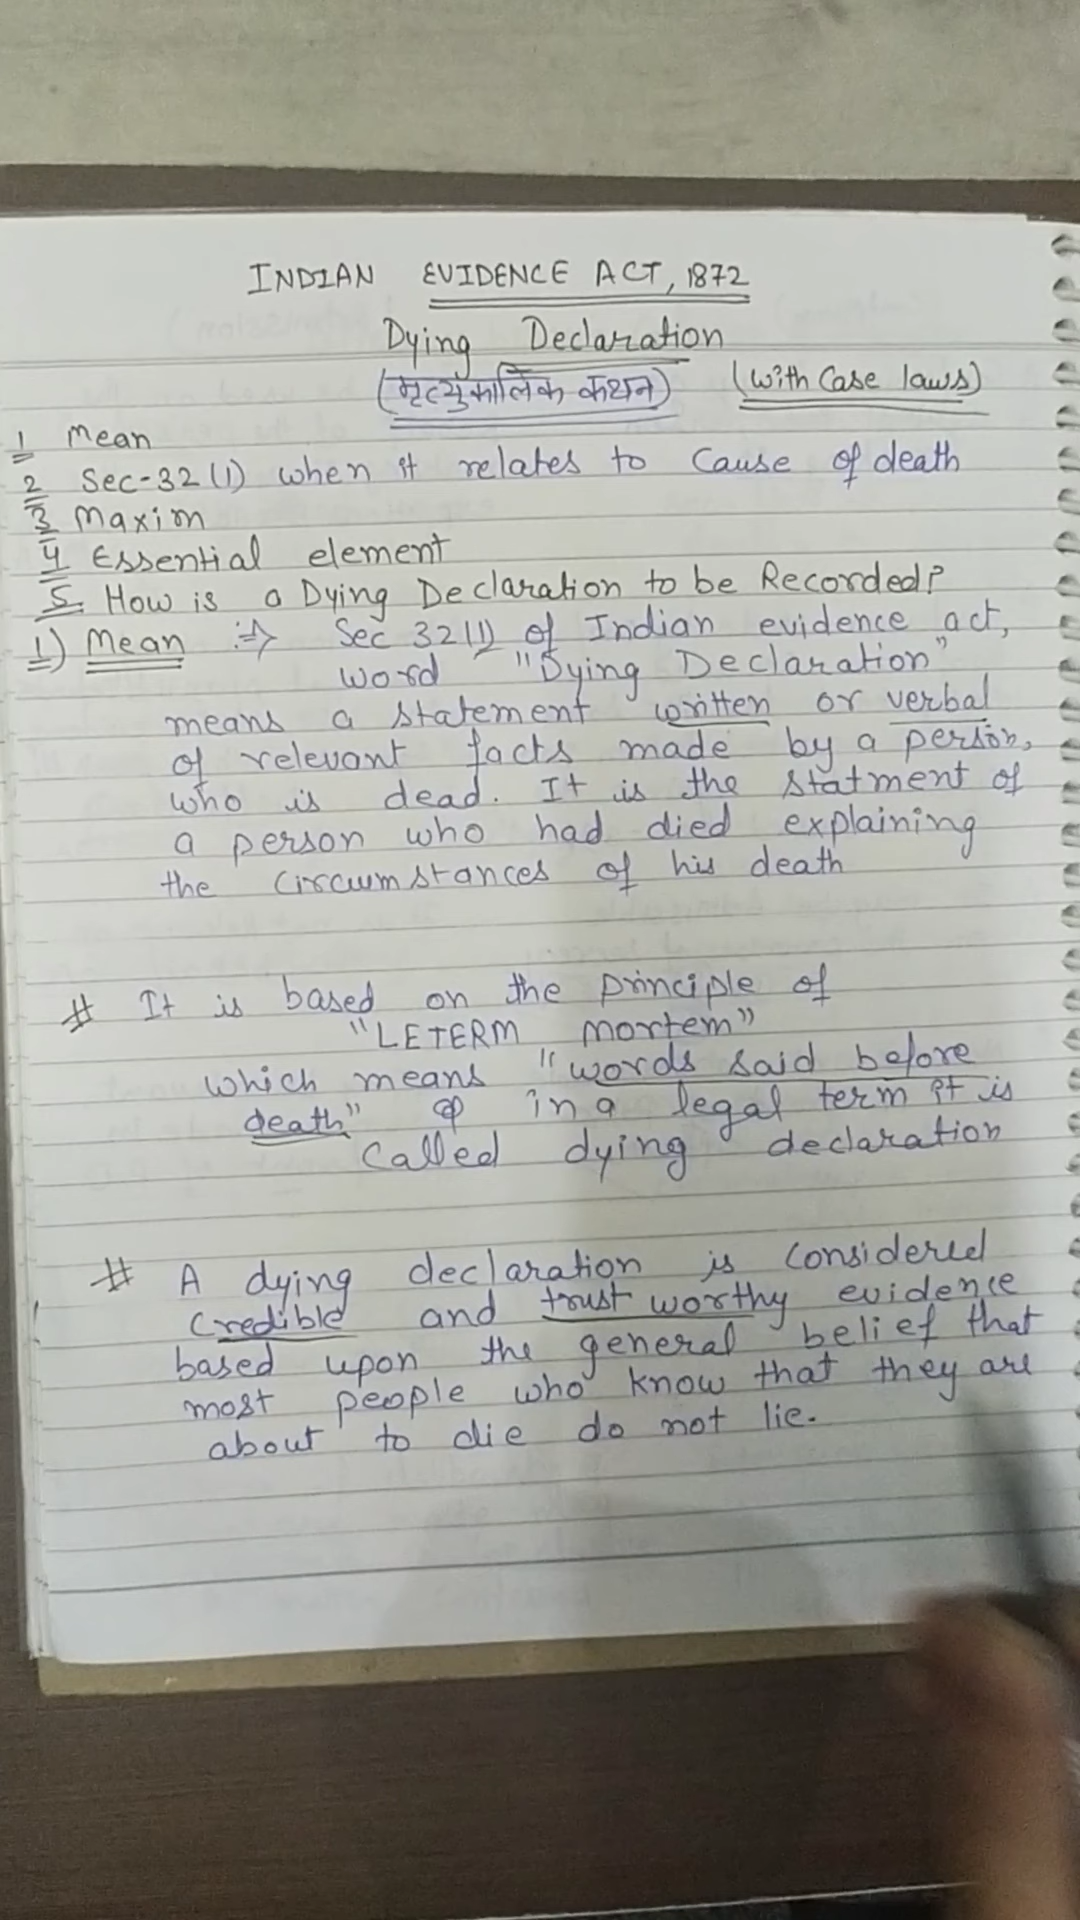 INDIAN EVIDENCE ACT, 1872
Dying Declaration
(मृत्युकालिक कथन) (with Case laws)
1 Mean
2 Sec-32(1) when it relates to Cause of death
3 Maxim
4 Essential element
5. How is a Dying Declaration to be Recorded?
1) Mean :⇒ Sec 32(1) of Indian evidence act,
word "Dying Declaration"
means a statement written or verbal
of relevant facts made by a person,
who is dead. It is the statment of
a person who had died explaining
the circumstances of his death
# It is based on the principle of
"LETERM mortem"
which means "words said before
death" in a legal term it is
called dying declaration
# A dying declaration is considered
credible and trust worthy evidence
based upon the general belief that
most people who know that they are
about to die do not lie.